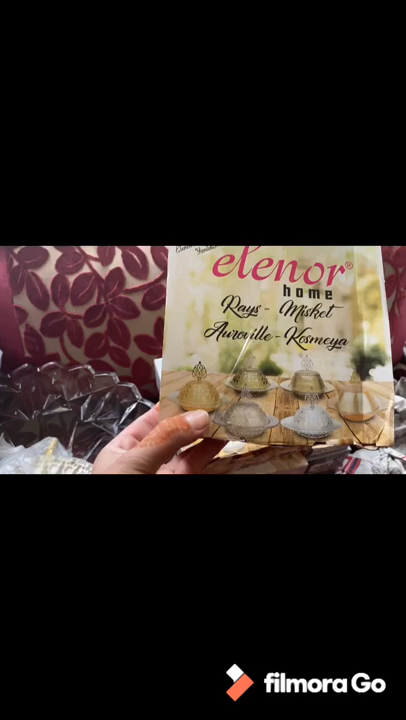 elenor®
home
Rays - Misket
Auroville - Kosmeya
filmora Go